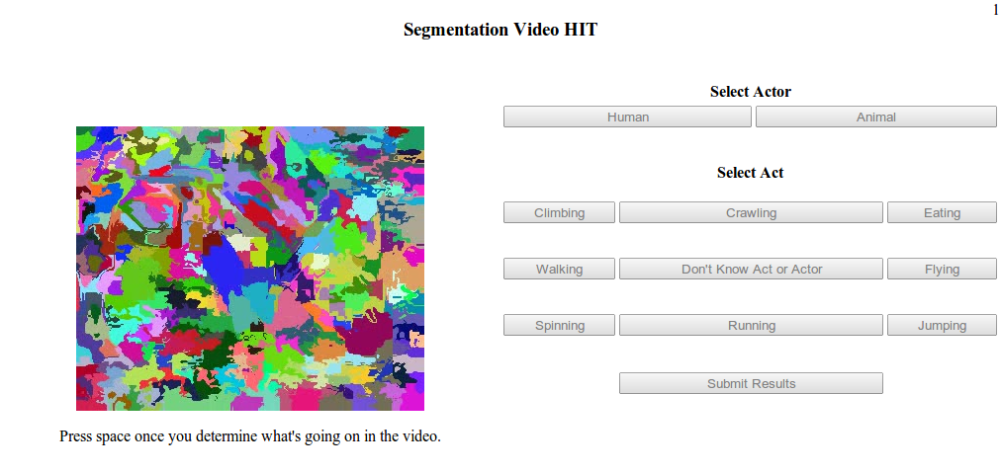 1
Segmentation Video HIT
Select Actor
Human Animal
Select Act
Climbing Crawling Eating
Walking Don't Know Act or Actor Flying
Spinning Running Jumping
Submit Results
Press space once you determine what's going on in the video.